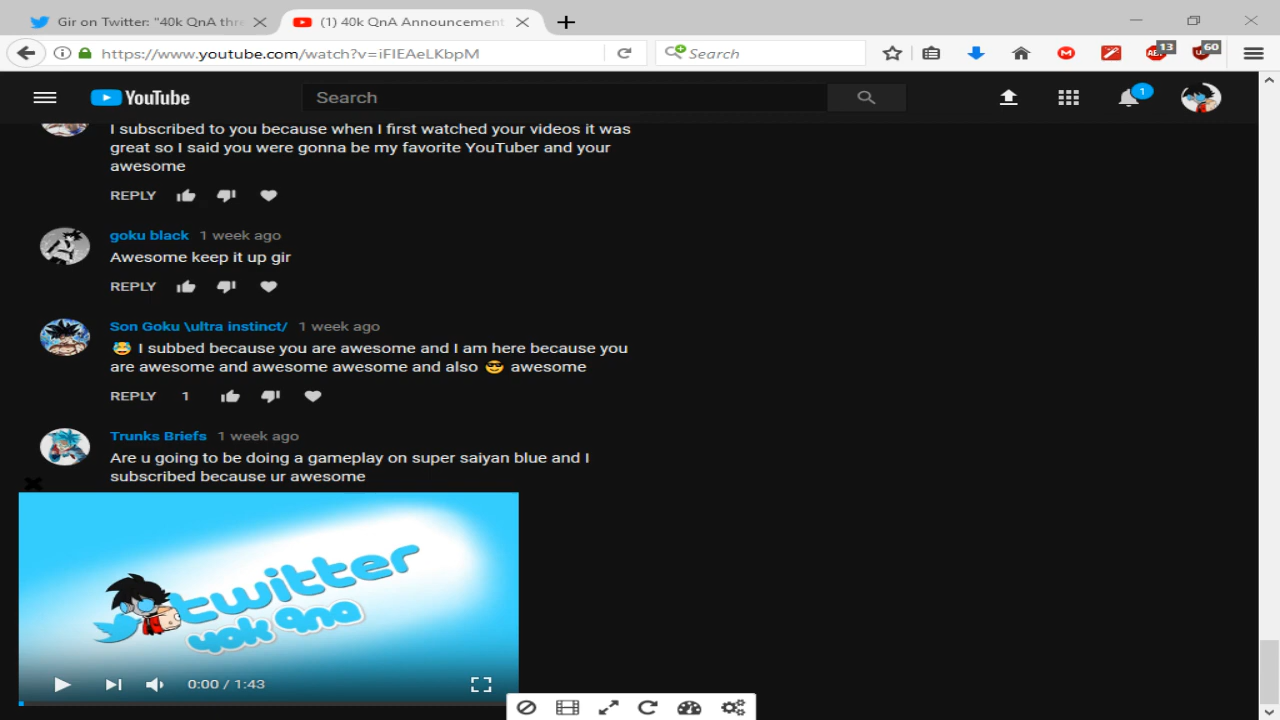 Gir on Twitter: "40k QnA thre
(1) 40k QnA Announcement
https://www.youtube.com/watch?v=iFIEAeLKbpM
Search
13
60
YouTube
Search
1
I subscribed to you because when I first watched your videos it was
great so I said you were gonna be my favorite YouTuber and your
awesome
REPLY
goku black 1 week ago
Awesome keep it up gir
REPLY
Son Goku \ultra instinct/ 1 week ago
😅 I subbed because you are awesome and I am here because you
are awesome and awesome awesome and also 😎 awesome
REPLY 1
Trunks Briefs 1 week ago
Are u going to be doing a gameplay on super saiyan blue and I
subscribed because ur awesome
twitter
40k qna
0:00 / 1:43